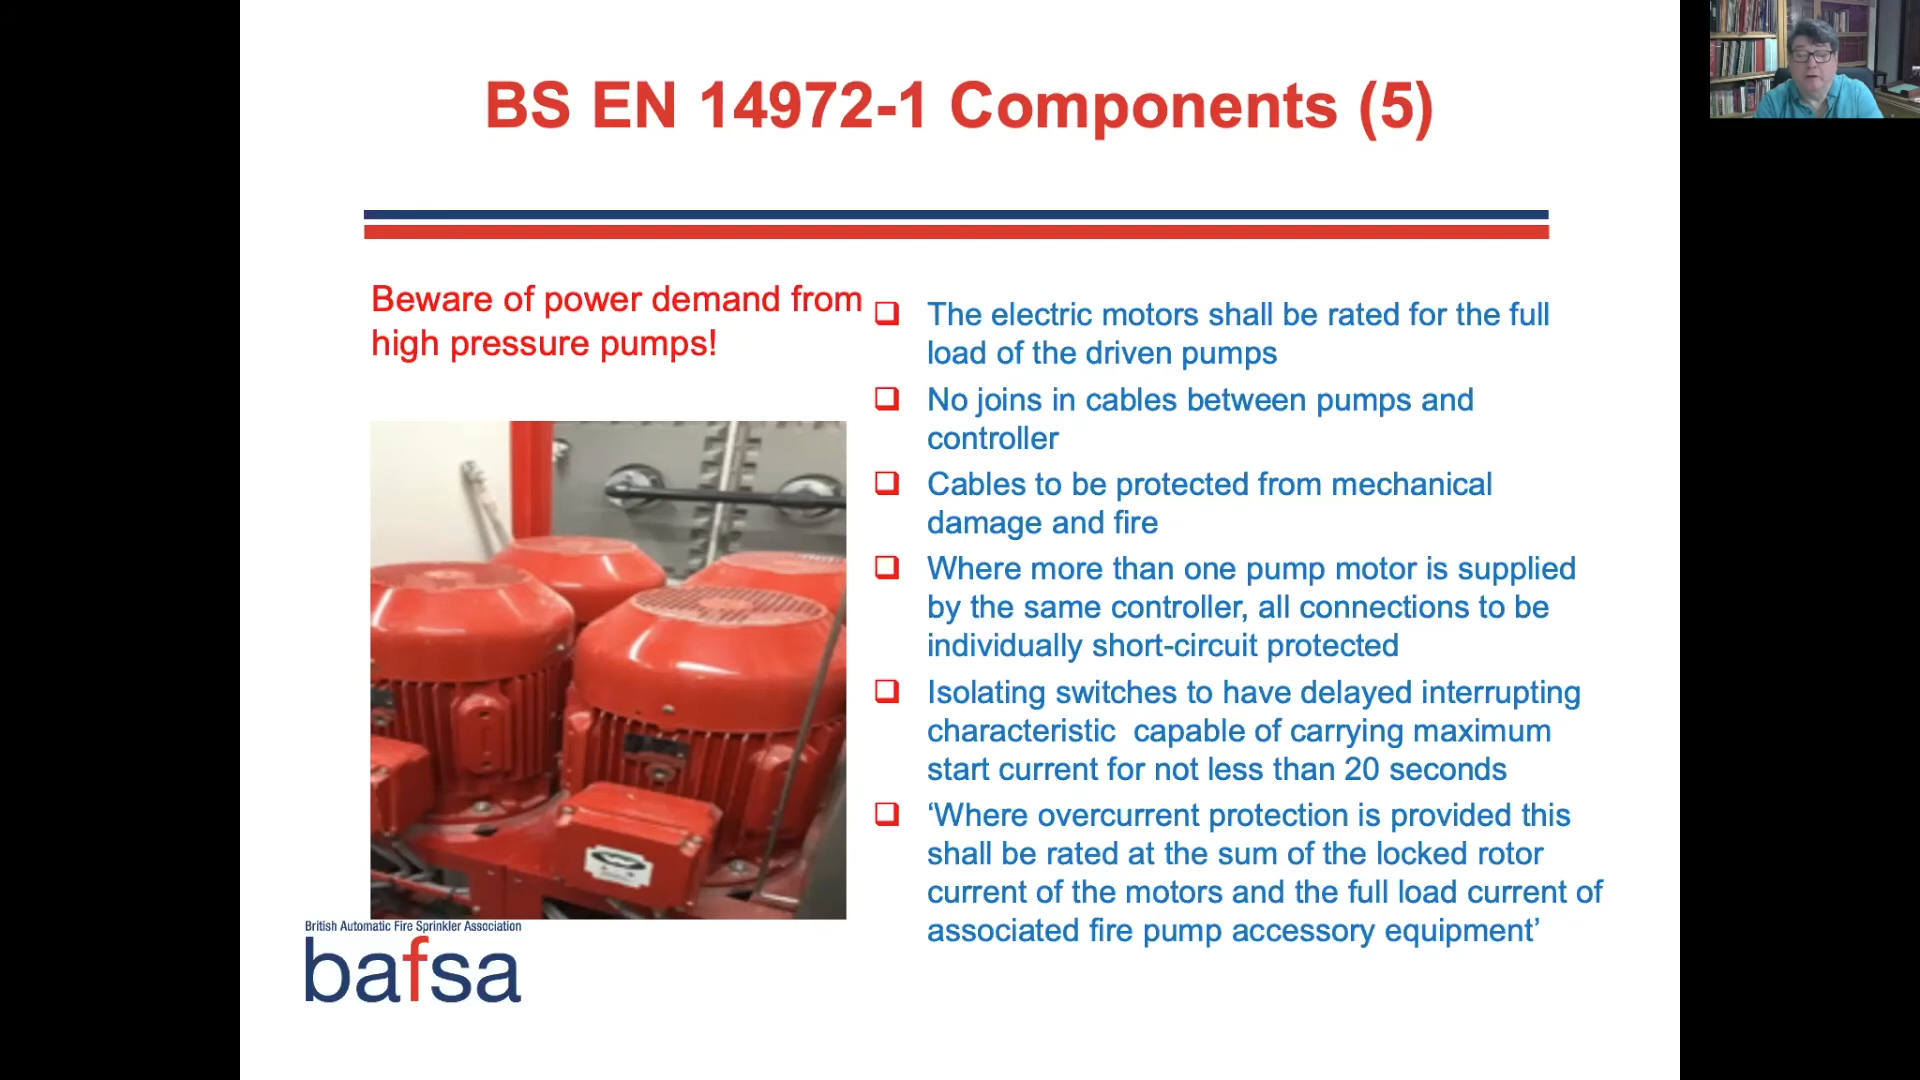 BS EN 14972-1 Components (5)
Beware of power demand from
high pressure pumps!
The electric motors shall be rated for the full
load of the driven pumps
No joins in cables between pumps and
controller
Cables to be protected from mechanical
damage and fire
Where more than one pump motor is supplied
by the same controller, all connections to be
individually short-circuit protected
Isolating switches to have delayed interrupting
characteristic  capable of carrying maximum
start current for not less than 20 seconds
‘Where overcurrent protection is provided this
shall be rated at the sum of the locked rotor
current of the motors and the full load current of
associated fire pump accessory equipment’
British Automatic Fire Sprinkler Association
bafsa